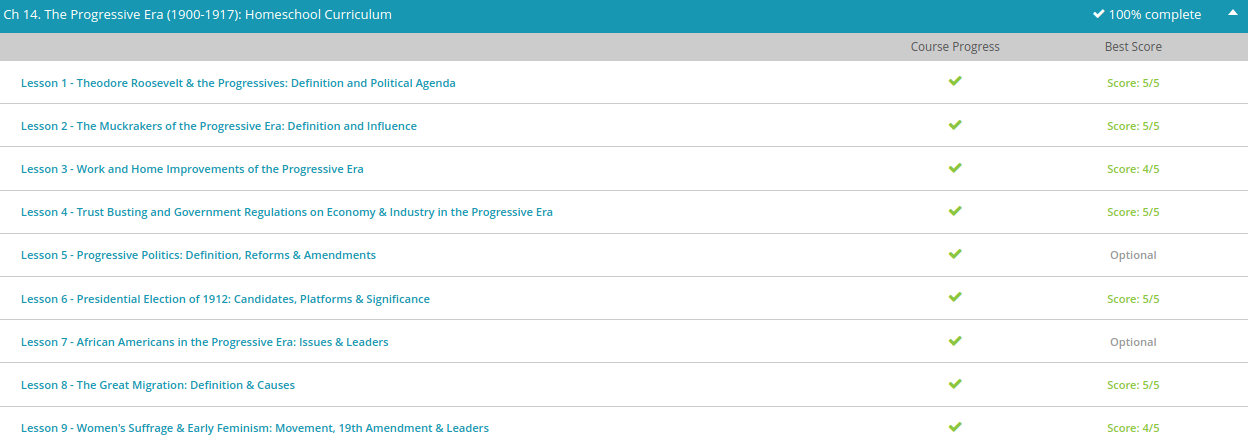 Ch 14. The Progressive Era (1900-1917): Homeschool Curriculum 100% complete
Course Progress Best Score
Lesson 1 - Theodore Roosevelt & the Progressives: Definition and Political Agenda Score: 5/5
Lesson 2 - The Muckrakers of the Progressive Era: Definition and Influence Score: 5/5
Lesson 3 - Work and Home Improvements of the Progressive Era Score: 4/5
Lesson 4 - Trust Busting and Government Regulations on Economy & Industry in the Progressive Era Score: 5/5
Lesson 5 - Progressive Politics: Definition, Reforms & Amendments Optional
Lesson 6 - Presidential Election of 1912: Candidates, Platforms & Significance Score: 5/5
Lesson 7 - African Americans in the Progressive Era: Issues & Leaders Optional
Lesson 8 - The Great Migration: Definition & Causes Score: 5/5
Lesson 9 - Women's Suffrage & Early Feminism: Movement, 19th Amendment & Leaders Score: 4/5